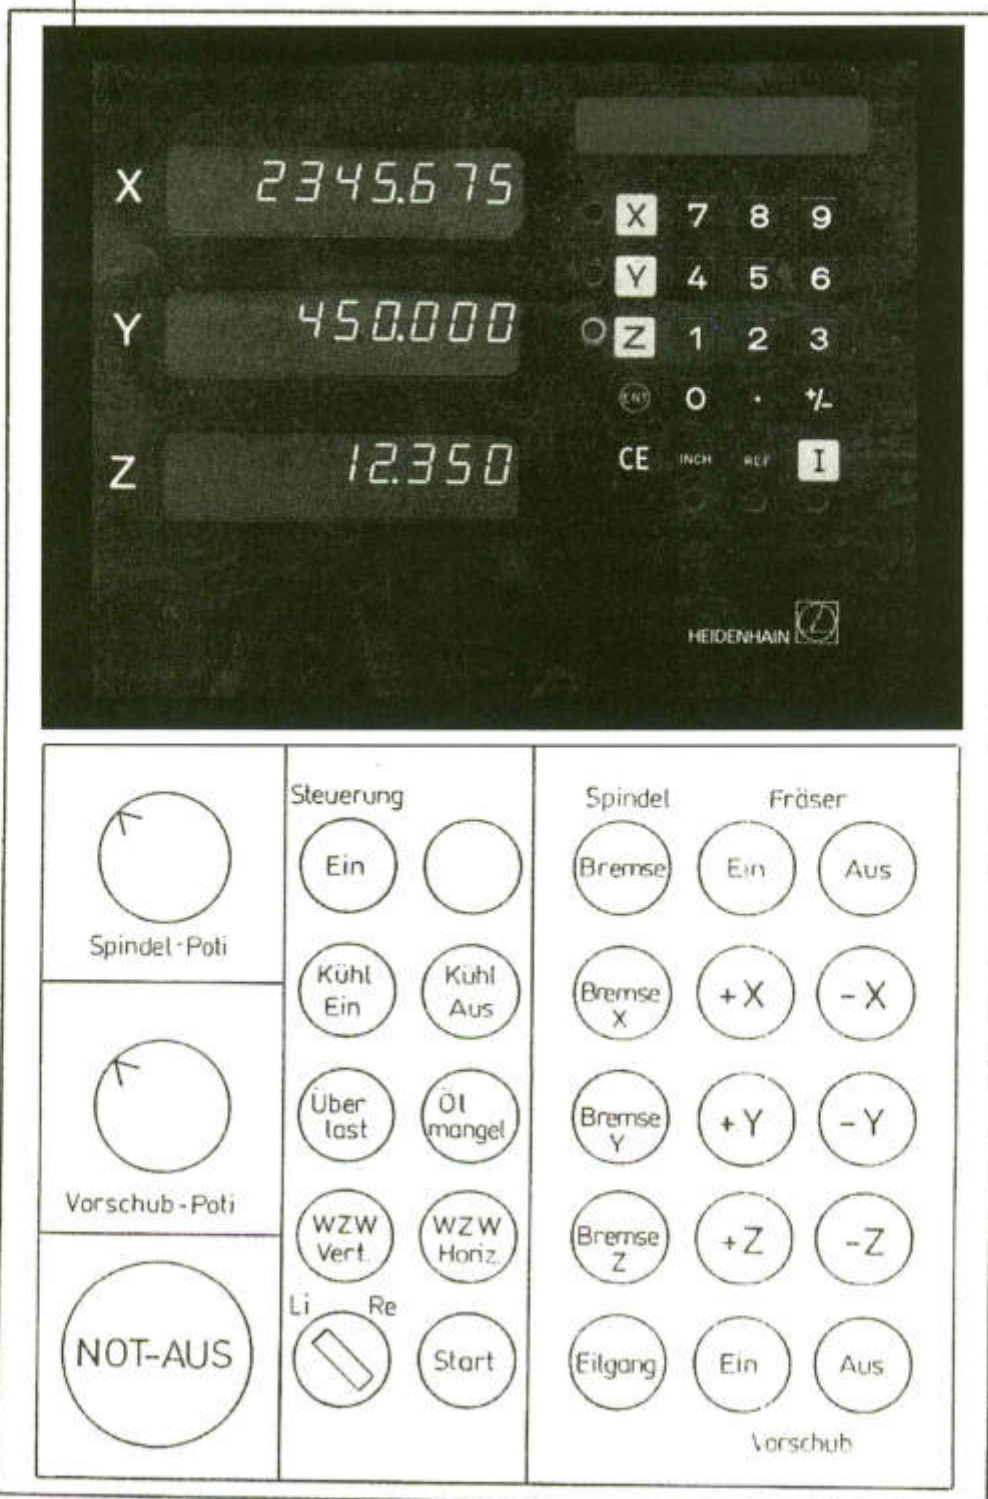 X 2345.675
Y 450.000
Z 12.350
X 7 8 9
Y 4 5 6
Z 1 2 3
ENT 0 . +/-
CE INCH REF I
HEIDENHAIN
Spindel-Poti
Vorschub-Poti
NOT-AUS
Steuerung
Ein
Kühl Kühl
Ein Aus
Über Öl
last mangel
WZW WZW
Vert. Horiz.
Li Re
Start
Spindel Fräser
Bremse Ein Aus
Bremse +X -X
X
Bremse +Y -Y
Y
Bremse +Z -Z
Z
Eilgang Ein Aus
Vorschub